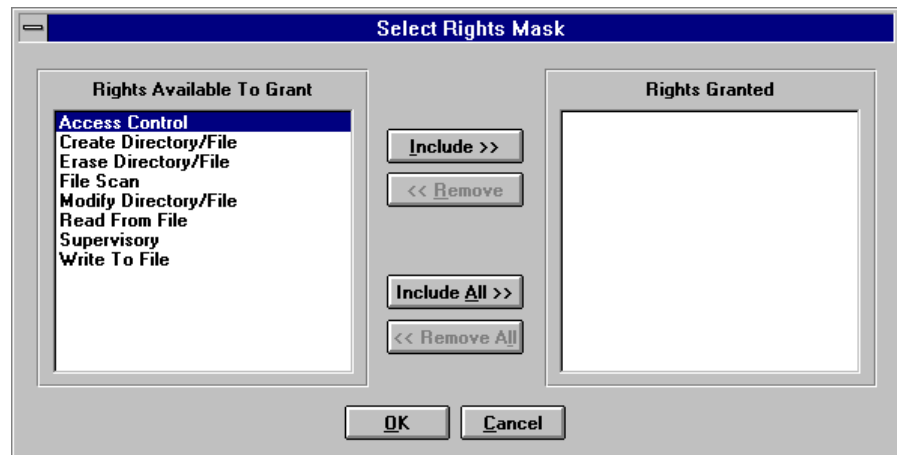 Select Rights Mask
Rights Available To Grant
Access Control
Create Directory/File
Erase Directory/File
File Scan
Modify Directory/File
Read From File
Supervisory
Write To File
Include >>
<< Remove
Include All >>
<< Remove All
Rights Granted
OK
Cancel